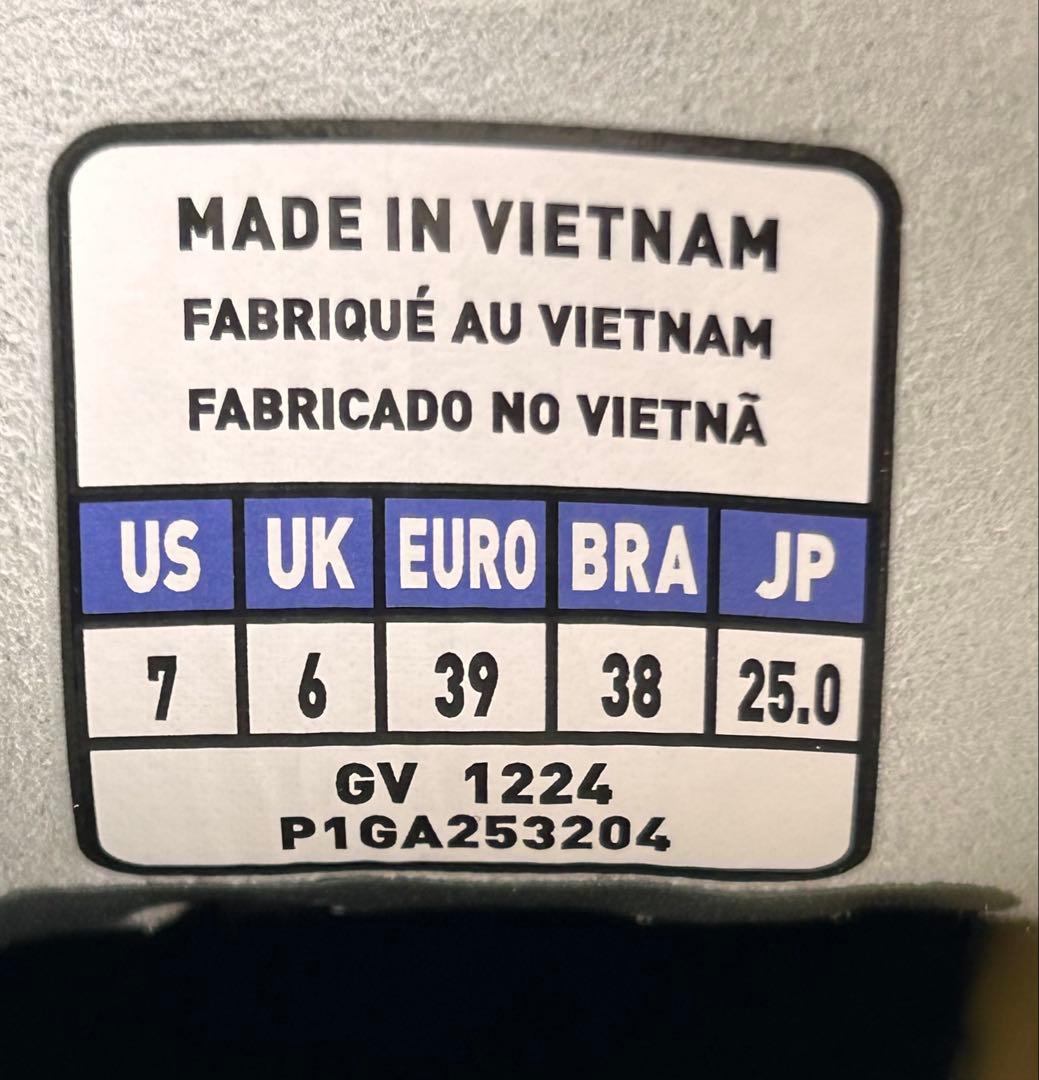 MADE IN VIETNAM
FABRIQUÉ AU VIETNAM
FABRICADO NO VIETNÃ
US UK EURO BRA JP
7 6 39 38 25.0
GV 1224
P1GA253204